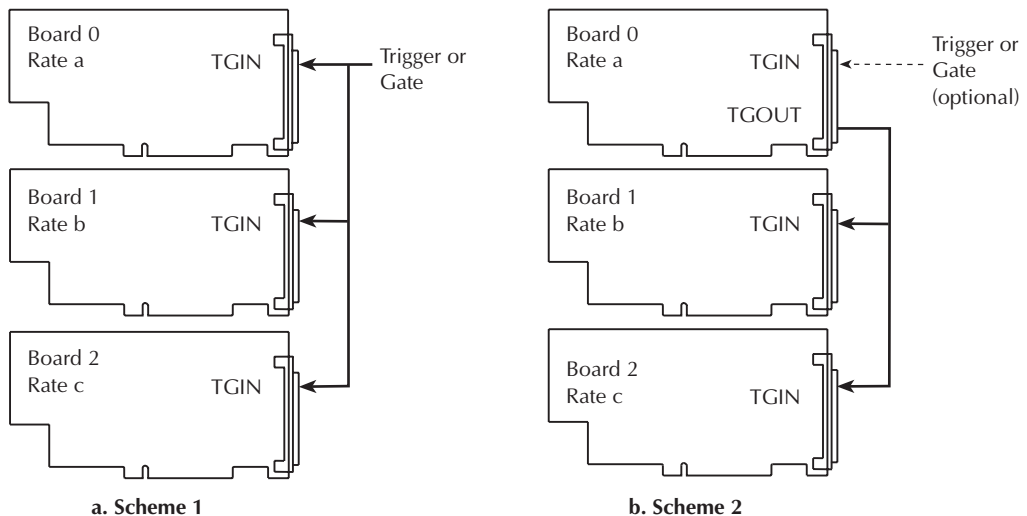 Board 0
Rate a
TGIN
Trigger or
Gate
Board 1
Rate b
TGIN
Board 2
Rate c
TGIN
a. Scheme 1
Board 0
Rate a
TGIN
TGOUT
Trigger or
Gate
(optional)
Board 1
Rate b
TGIN
Board 2
Rate c
TGIN
b. Scheme 2